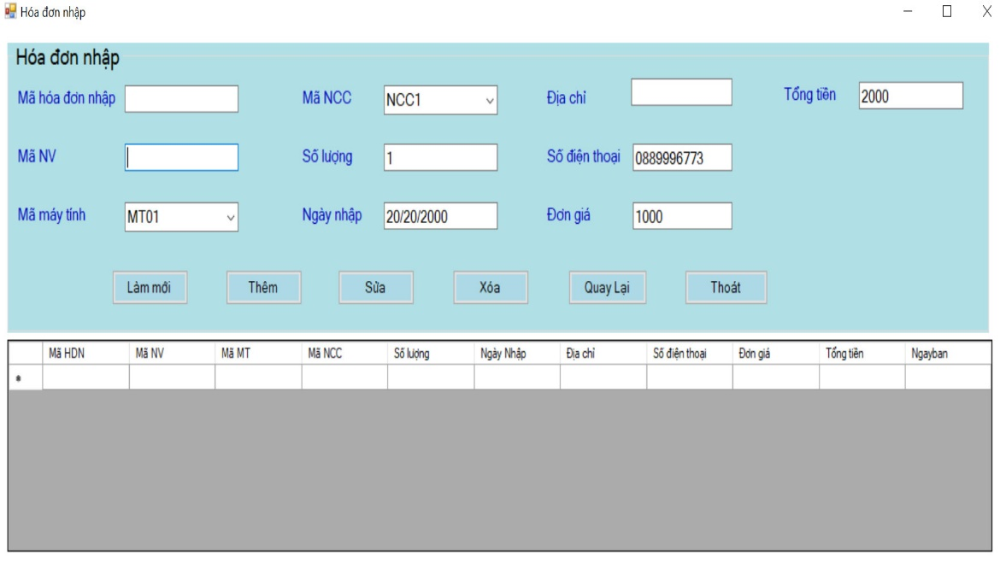 Hóa đơn nhập
Hóa đơn nhập
Mã hóa đơn nhập Mã NCC NCC1 Địa chỉ Tổng tiền 2000
Mã NV Số lượng 1 Số điện thoại 0889996773
Mã máy tính MT01 Ngày nhập 20/20/2000 Đơn giá 1000
Làm mới Thêm Sửa Xóa Quay Lại Thoát
Mã HDN Mã NV Mã MT Mã NCC Số lượng Ngày Nhập Địa chỉ Số điện thoại Đơn giá Tổng tiền Ngayban